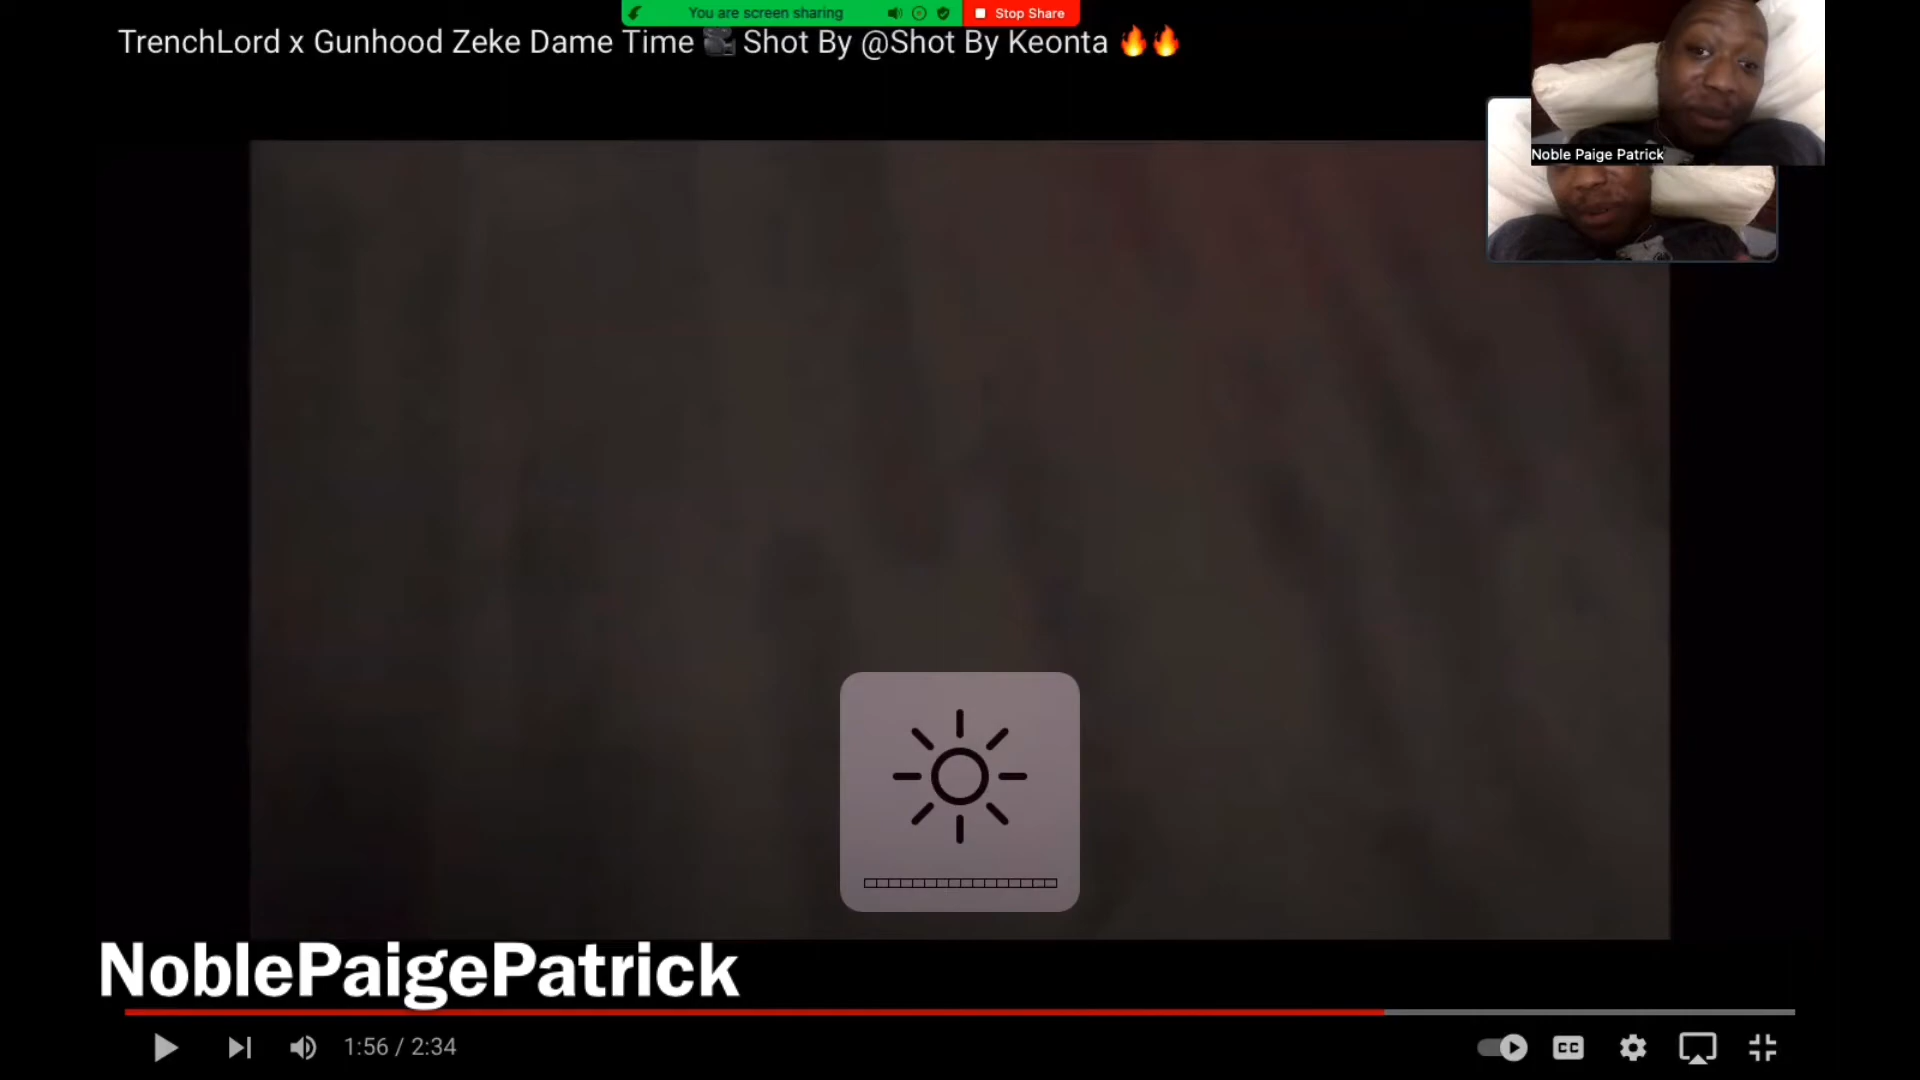 You are screen sharing
Stop Share
TrenchLord x Gunhood Zeke Dame Time 🎥 Shot By @Shot By Keonta 🔥🔥
Noble Paige Patrick
NoblePaigePatrick
1:56 / 2:34
CC